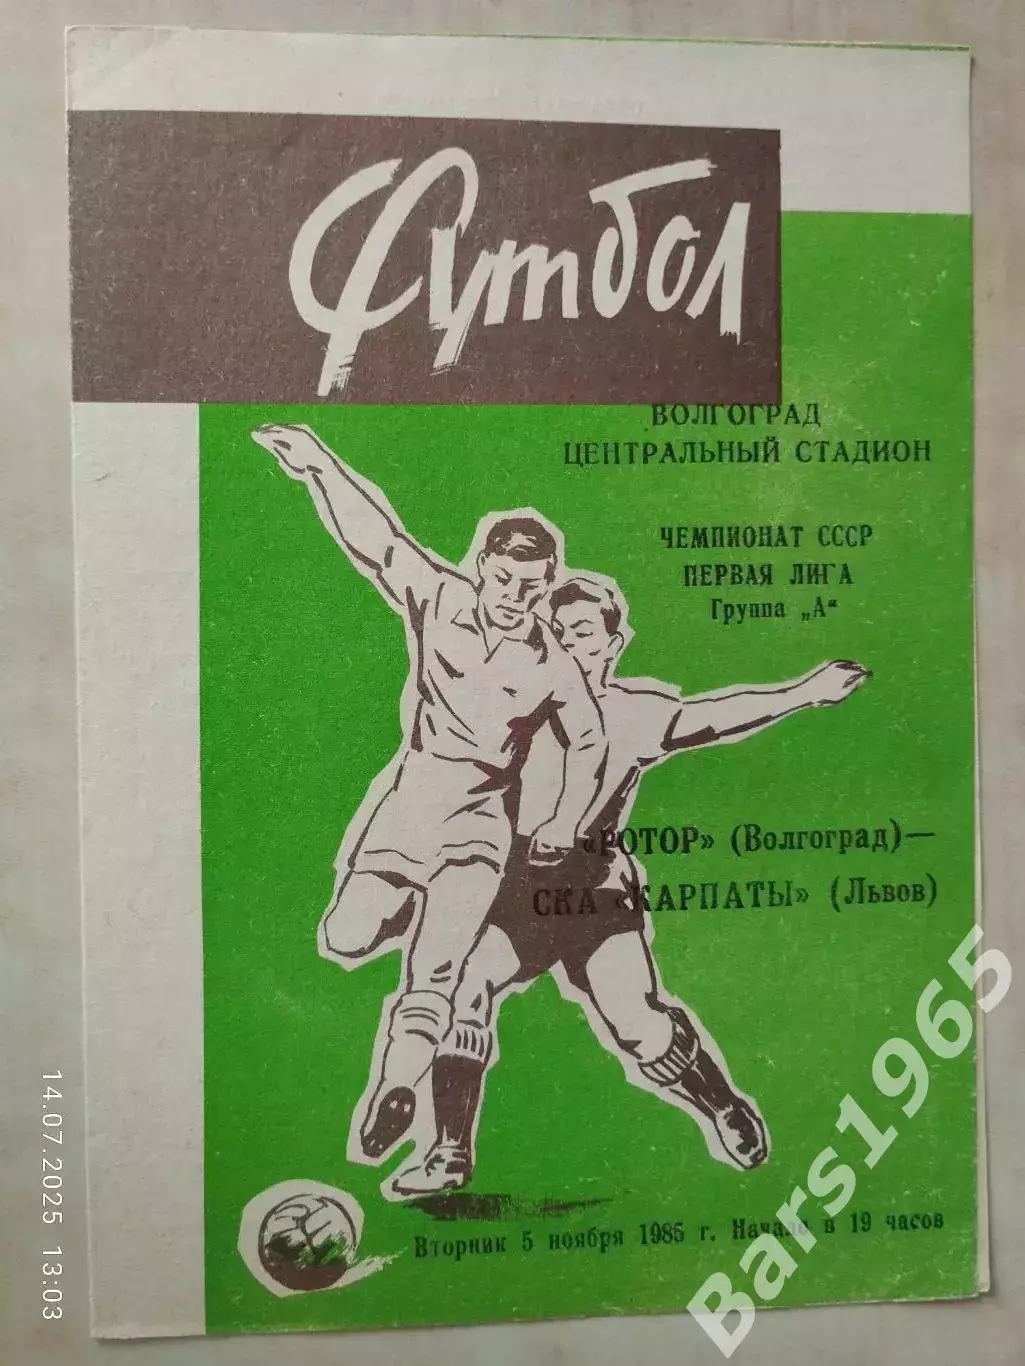 Футбол
ВОЛГОГРАД
ЦЕНТРАЛЬНЫЙ СТАДИОН
ЧЕМПИОНАТ СССР
ПЕРВАЯ ЛИГА
Группа „А“
«РОТОР» (Волгоград)—
СКА «КАРПАТЫ» (Львов)
Вторник 5 ноября 1985 г. Начало в 19 часов
14.07.2025 13:03
Bars1965